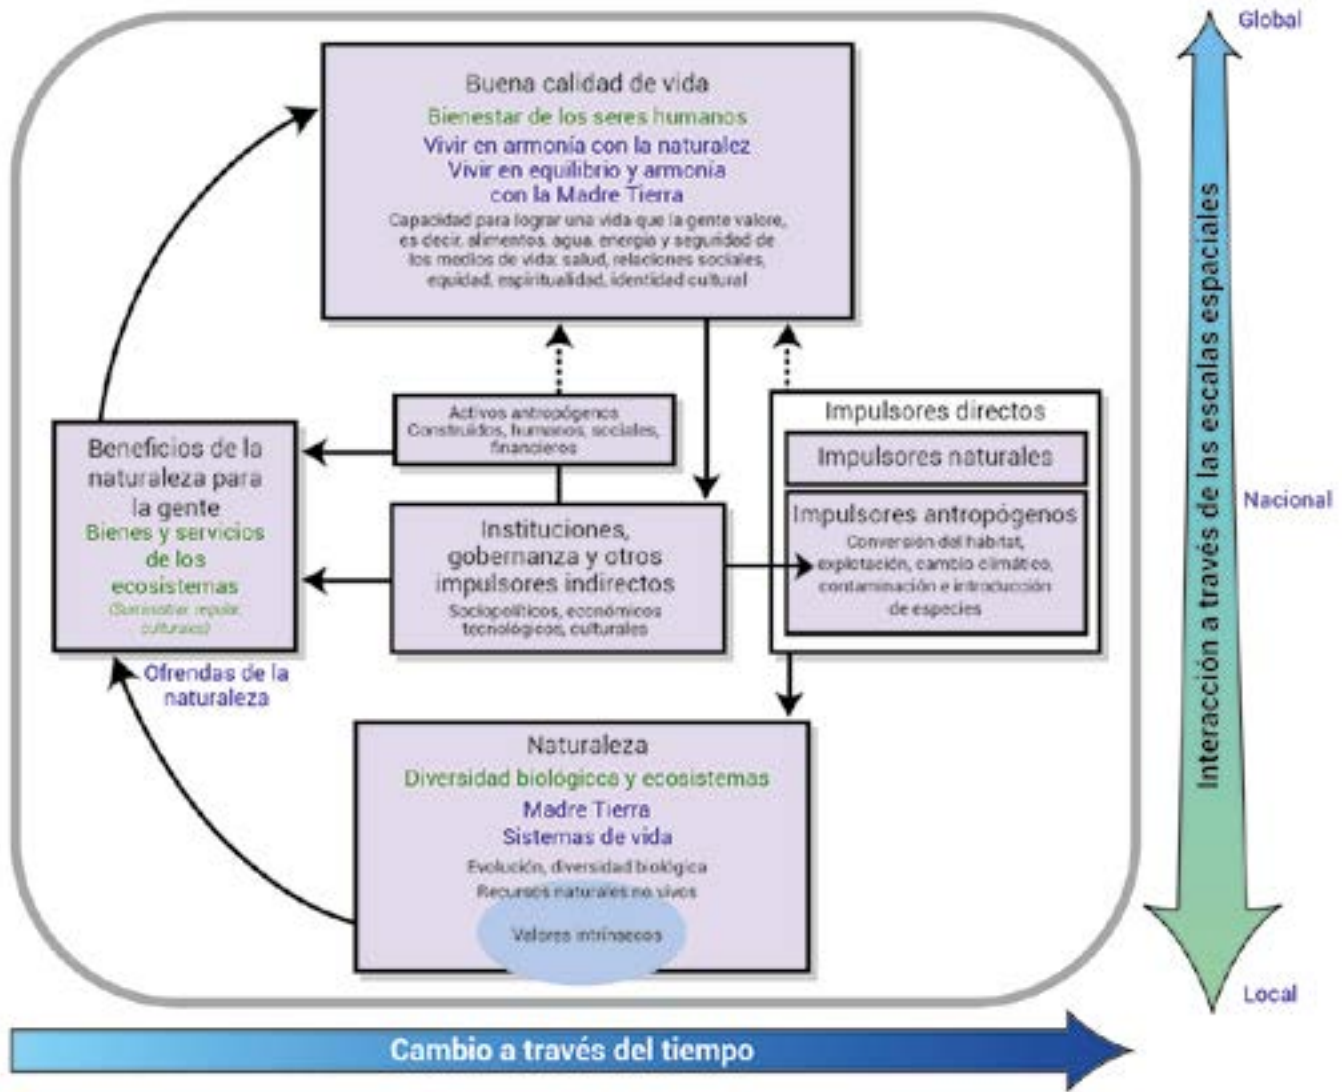 Global
Buena calidad de vida
Bienestar de los seres humanos
Vivir en armonía con la naturalez
Vivir en equilibrio y armonía
con la Madre Tierra
Capacidad para lograr una vida que la gente valore,
es decir, alimentos, agua, energía y seguridad de
los medios de vida: salud, relaciones sociales,
equidad, espiritualidad, identidad cultural
Activos antropógenos
Construidos, humanos, sociales,
financieros
Impulsores directos
Impulsores naturales
Impulsores antropógenos
Conversión del hábitat,
explotación, cambio climático,
contaminación e introducción
de especies
Beneficios de la
naturaleza para
la gente
Bienes y servicios
de los
ecosistemas
(Suministrar, regular,
culturales)
Instituciones,
gobernanza y otros
impulsores indirectos
Sociopolíticos, económicos
tecnológicos, culturales
Ofrendas de la
naturaleza
Naturaleza
Diversidad biológicca y ecosistemas
Madre Tierra
Sistemas de vida
Evolución, diversidad biológica
Recursos naturales no vivos
Valores intrínsecos
Interacción a través de las escalas espaciales
Nacional
Local
Cambio a través del tiempo